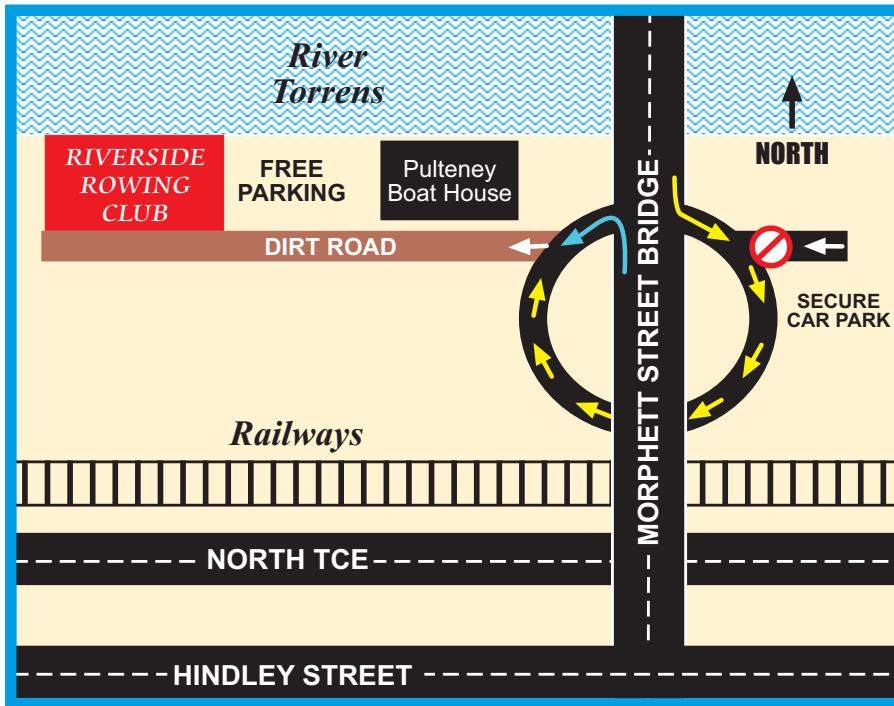 River
Torrens
NORTH
RIVERSIDE
ROWING
CLUB
FREE
PARKING
Pulteney
Boat House
MORPHETT STREET BRIDGE
DIRT ROAD
SECURE
CAR PARK
Railways
NORTH TCE
HINDLEY STREET